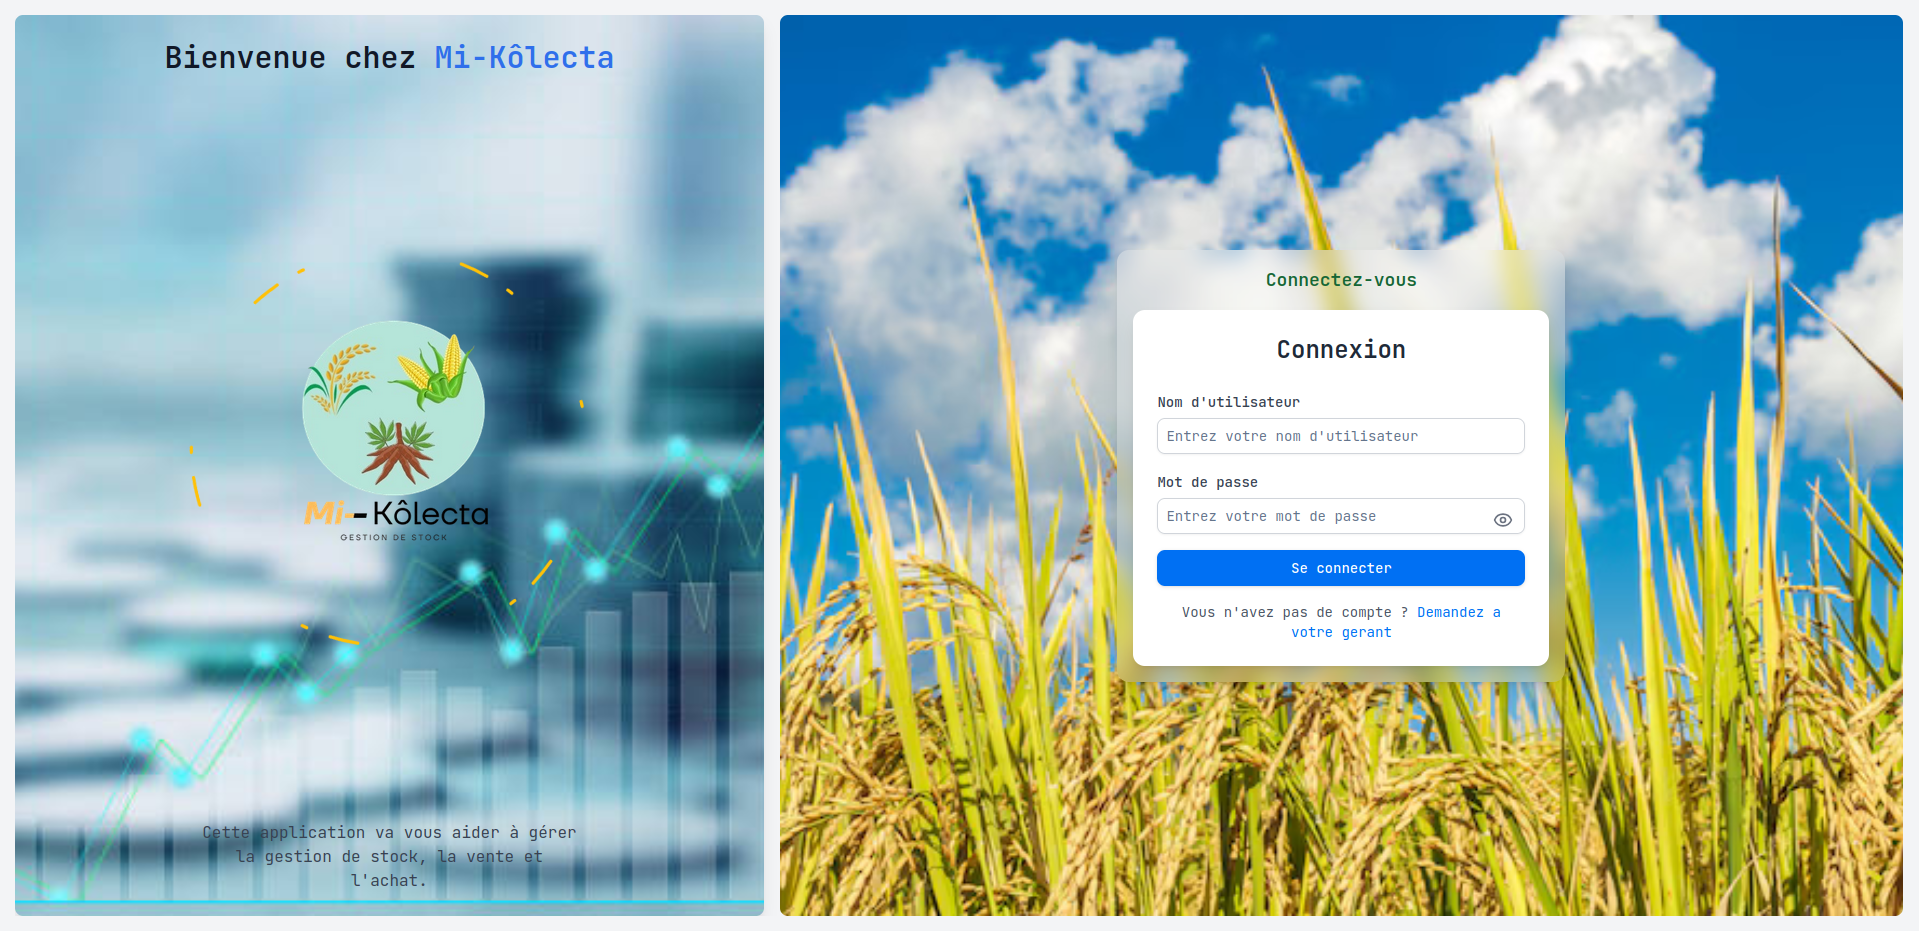 Bienvenue chez Mi-Kôlecta
Mi-- Kôlecta
GESTION DE STOCK
Cette application va vous aider à gérer
la gestion de stock, la vente et
l'achat.
Connectez-vous
Connexion
Nom d'utilisateur
Entrez votre nom d'utilisateur
Mot de passe
Entrez votre mot de passe
Se connecter
Vous n'avez pas de compte ? Demandez a
votre gerant